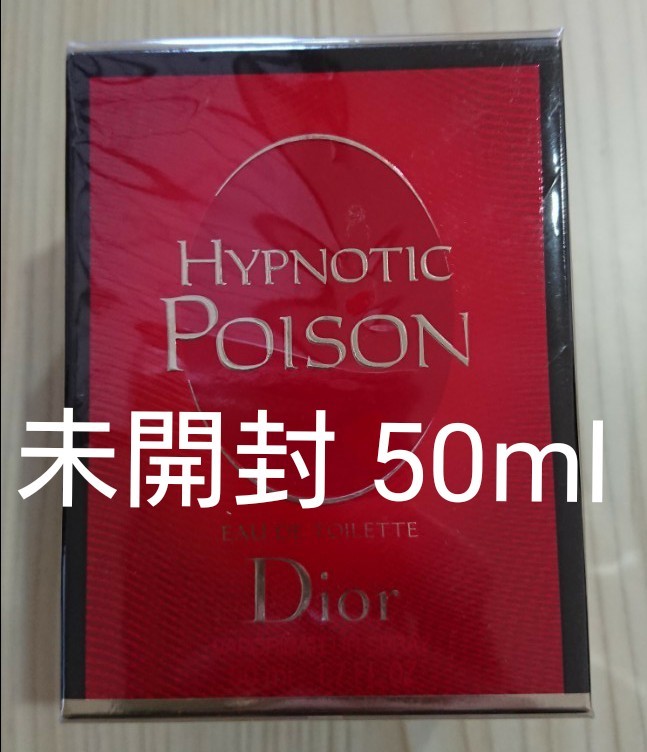 HYPNOTIC
POISON
未開封 50ml
EAU DE TOILETTE
Dior